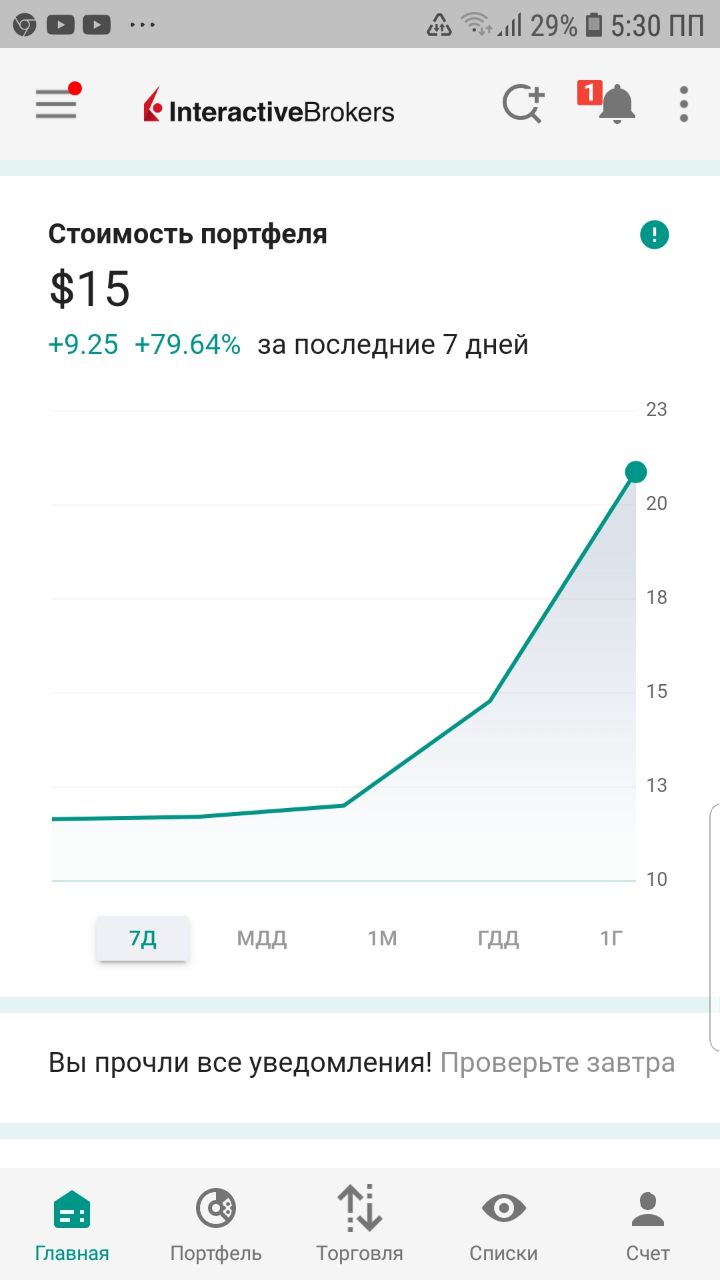 29% 5:30 ПП
InteractiveBrokers
1
Стоимость портфеля
$15
+9.25 +79.64% за последние 7 дней
23
20
18
15
13
10
7Д МДД 1М ГДД 1Г
Вы прочли все уведомления! Проверьте завтра
Главная Портфель Торговля Списки Счет